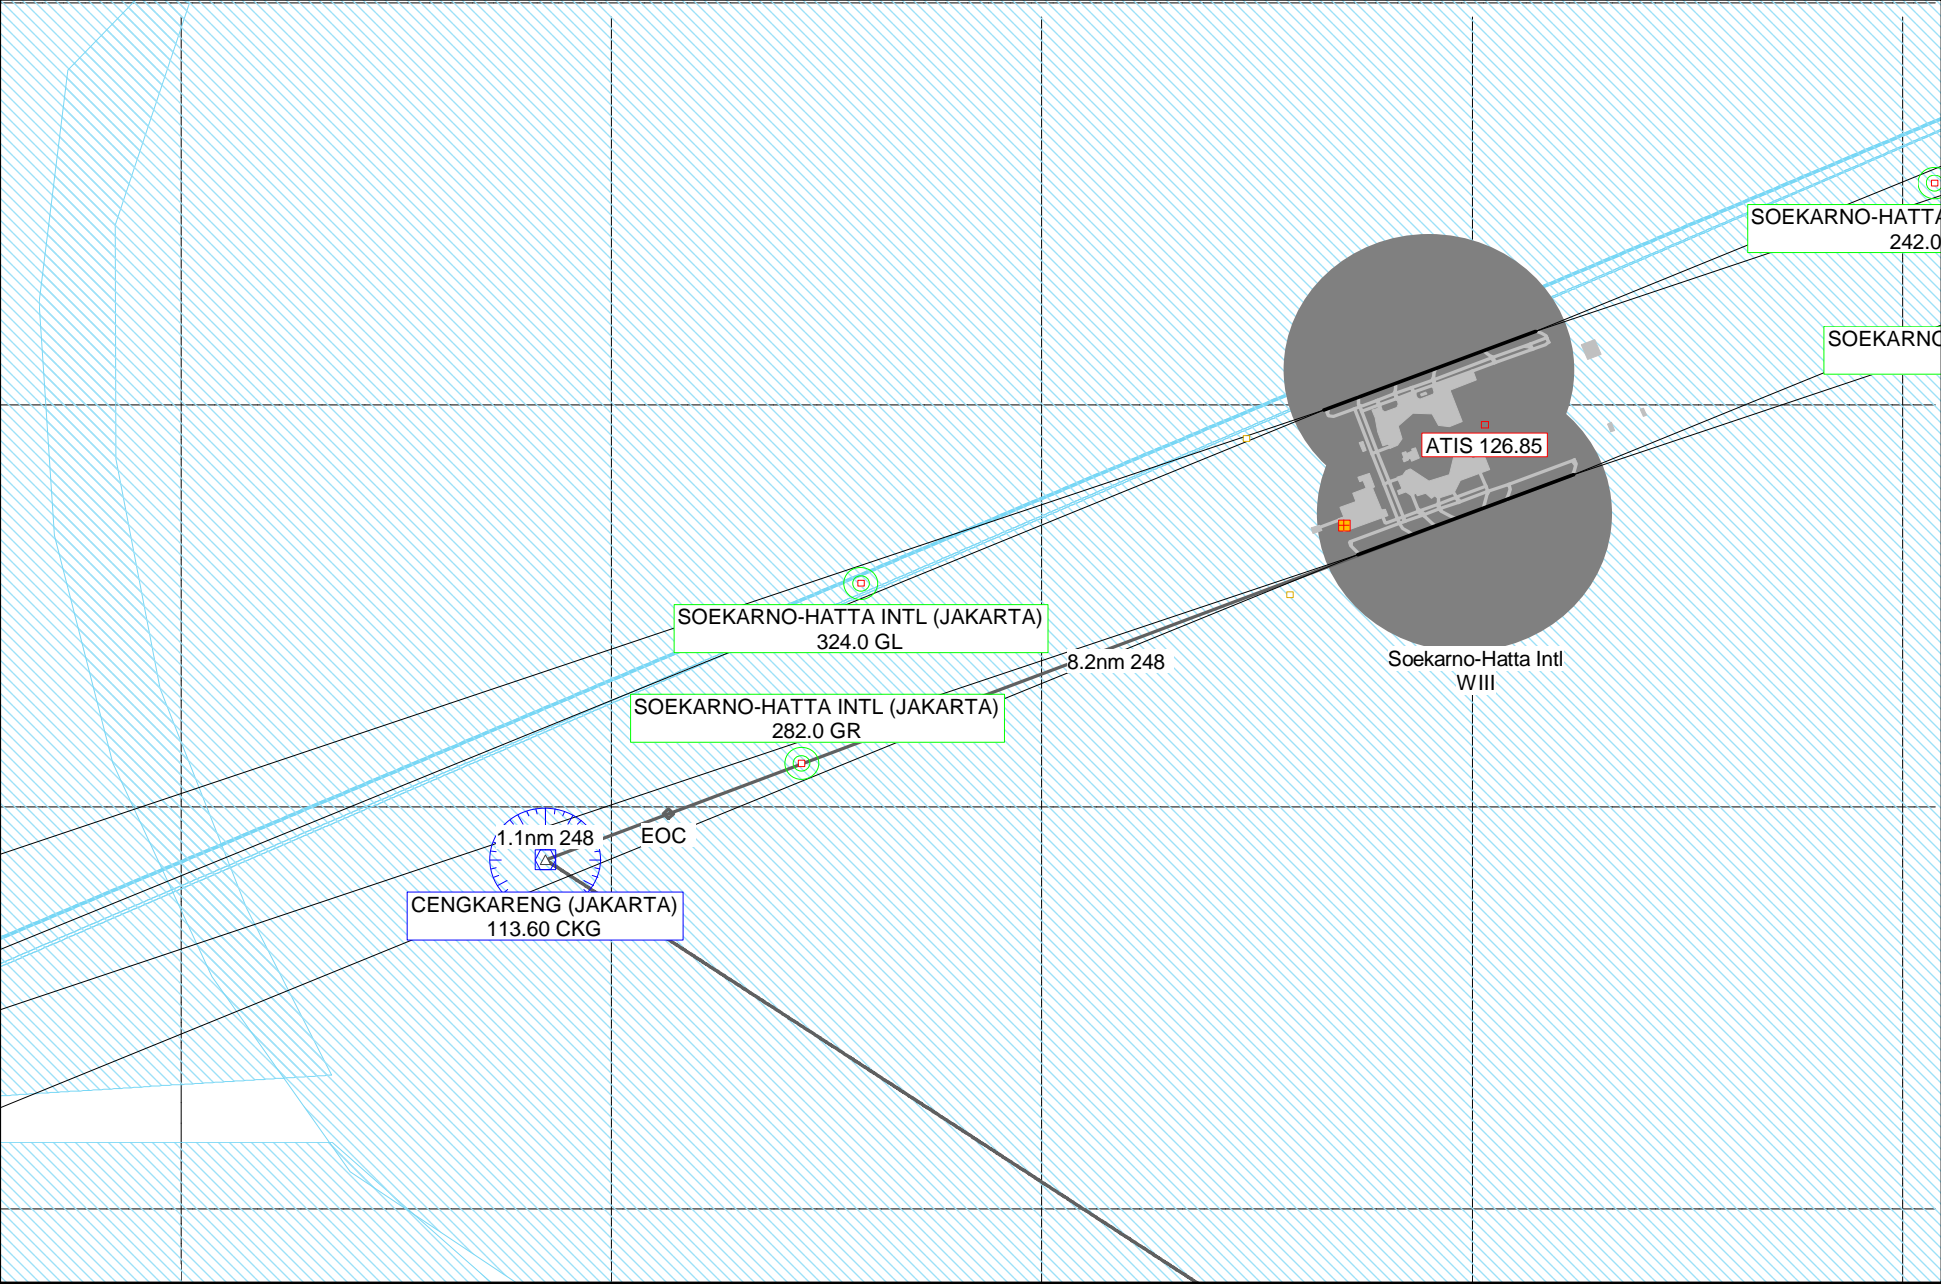 SOEKARNO-HATTA
242.0
SOEKARNO
ATIS 126.85
SOEKARNO-HATTA INTL (JAKARTA)
324.0 GL
8.2nm 248
Soekarno-Hatta Intl
WIII
SOEKARNO-HATTA INTL (JAKARTA)
282.0 GR
1.1nm 248
EOC
CENGKARENG (JAKARTA)
113.60 CKG